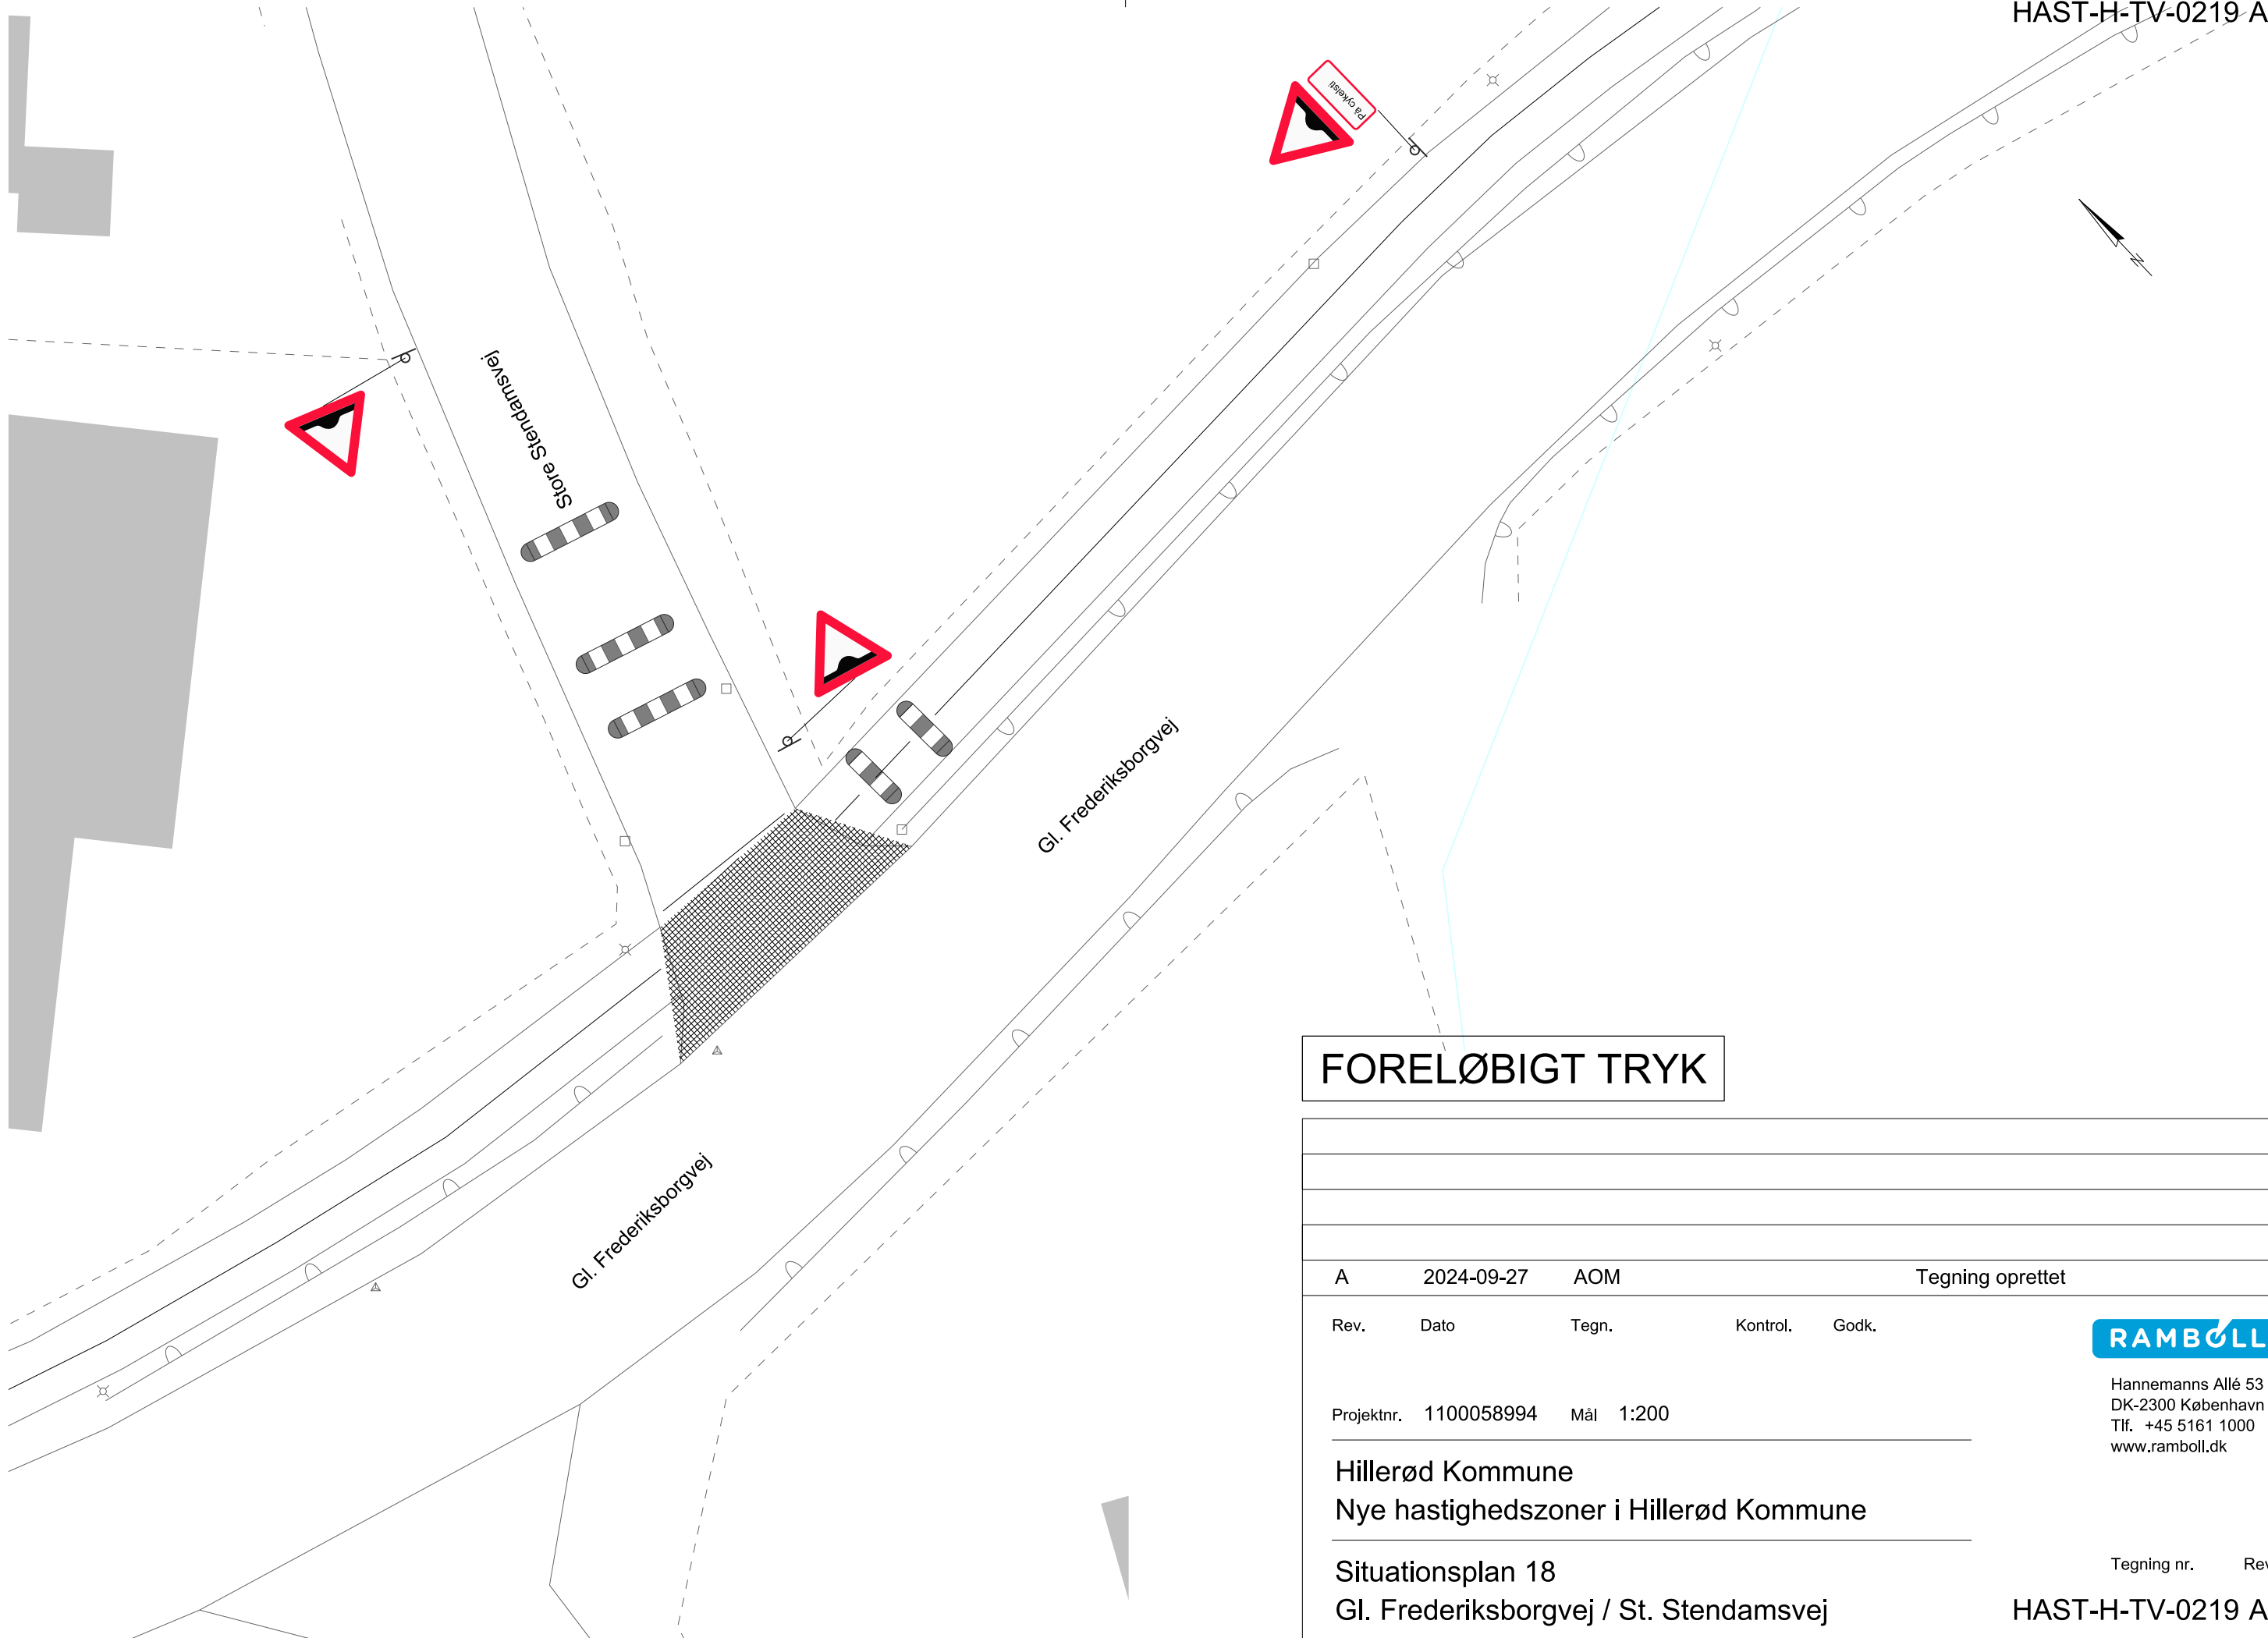 HAST-H-TV-0219 A
På cykelsti
N
Store Stendamsvej
Gl. Frederiksborgvej
Gl. Frederiksborgvej
FORELØBIGT TRYK
A 2024-09-27 AOM Tegning oprettet
Rev. Dato Tegn. Kontrol. Godk.
RAMBOLL
Projektnr. 1100058994 Mål 1:200
Hannemanns Allé 53
DK-2300 København
Tlf. +45 5161 1000
www.ramboll.dk
Hillerød Kommune
Nye hastighedszoner i Hillerød Kommune
Situationsplan 18
Gl. Frederiksborgvej / St. Stendamsvej
Tegning nr. Rev
HAST-H-TV-0219 A